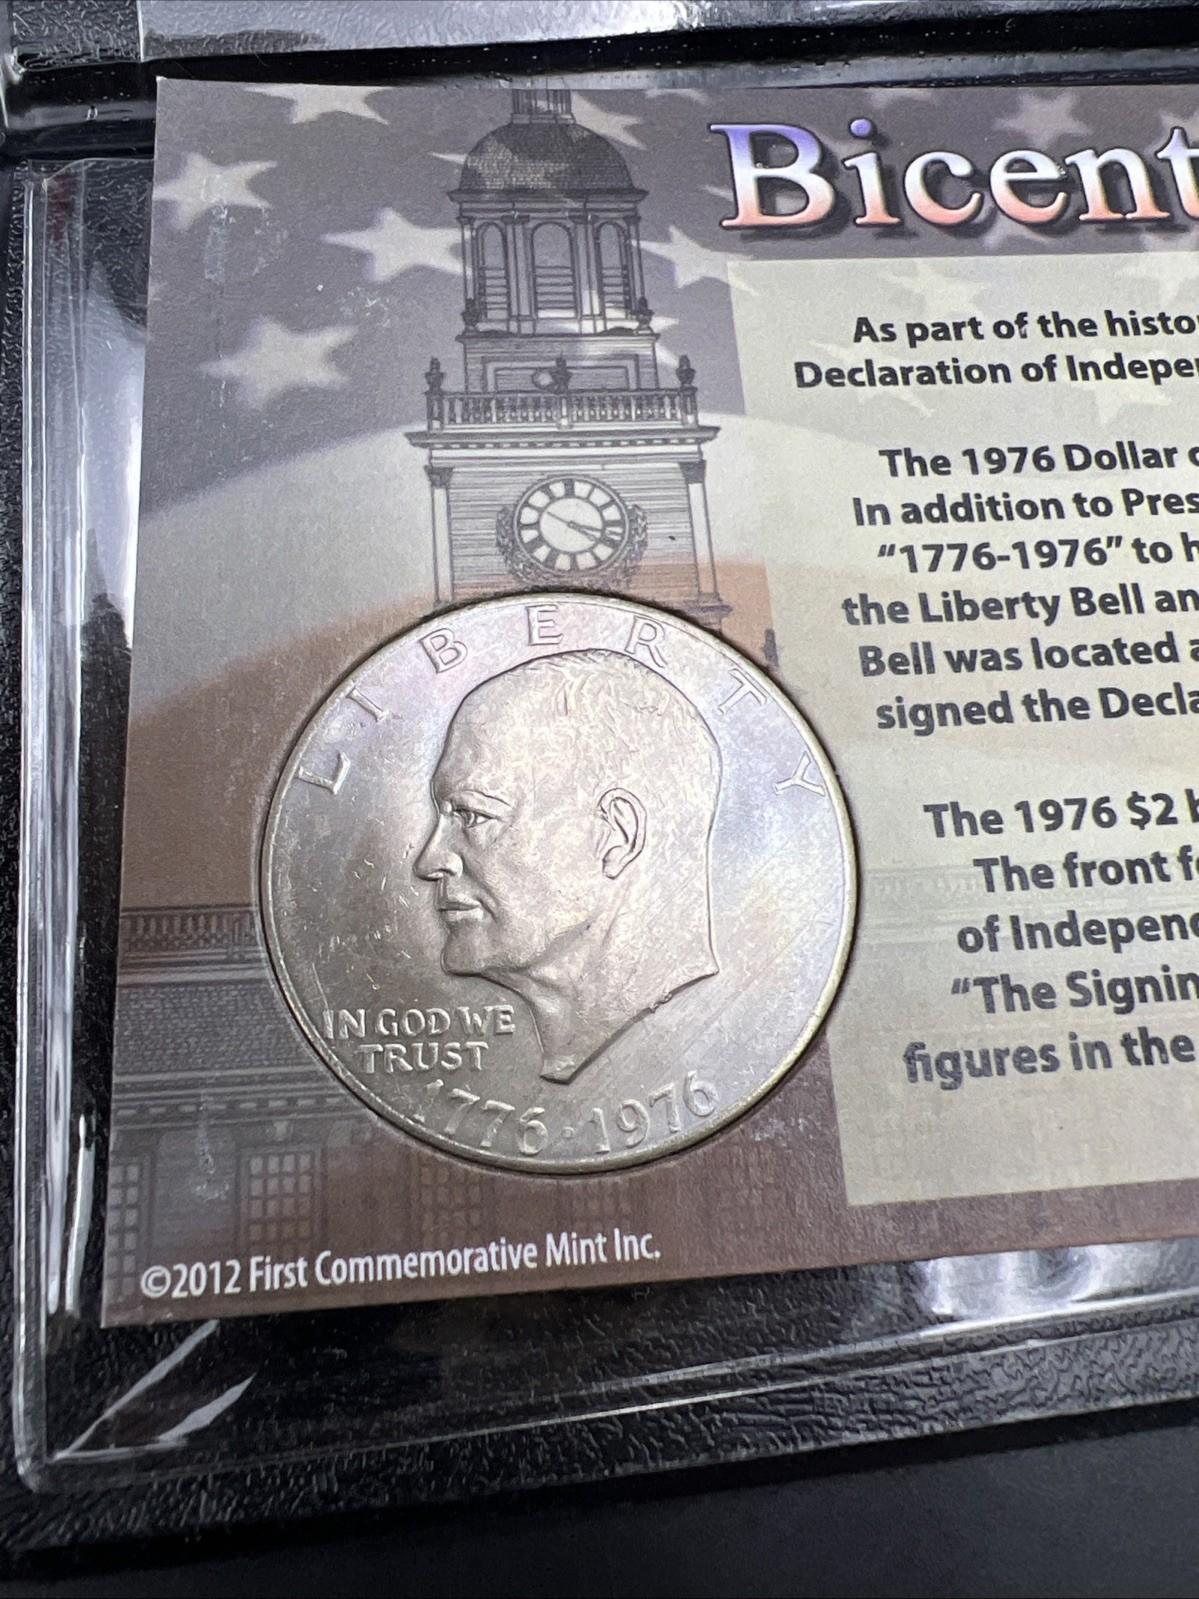 Bicent
As part of the histo
Declaration of Indepe
The 1976 Dollar
In addition to Pres
"1776-1976" to h
the Liberty Bell an
Bell was located a
signed the Decla
The 1976 $2 b
The front f
of Independ
"The Signin
figures in the
LIBERTY
IN GOD WE
TRUST
1776·1976
©2012 First Commemorative Mint Inc.